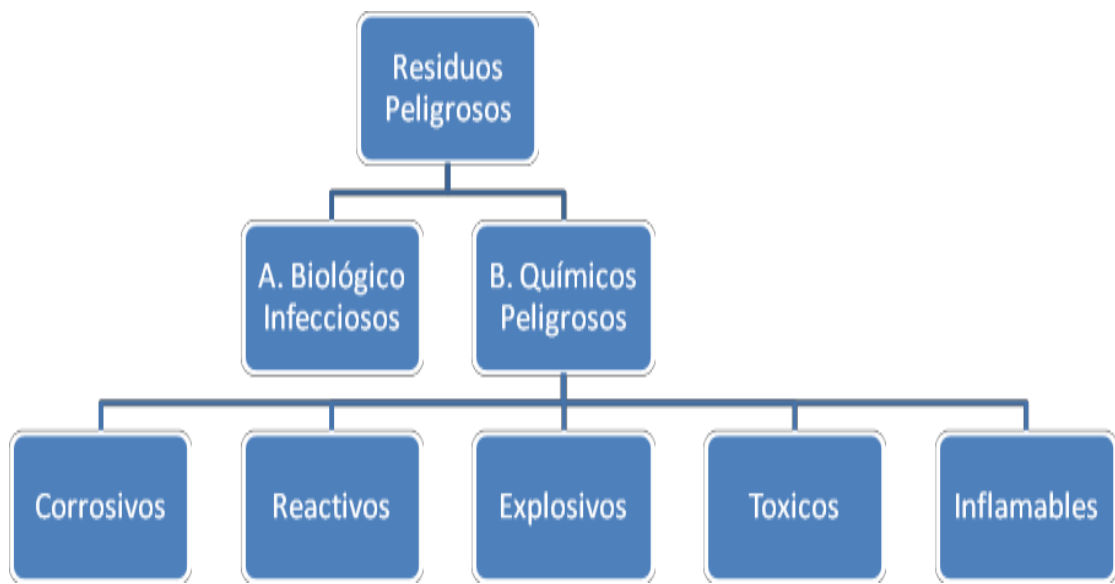 Residuos
Peligrosos
A. Biológico
Infecciosos
B. Químicos
Peligrosos
Corrosivos
Reactivos
Explosivos
Toxicos
Inflamables